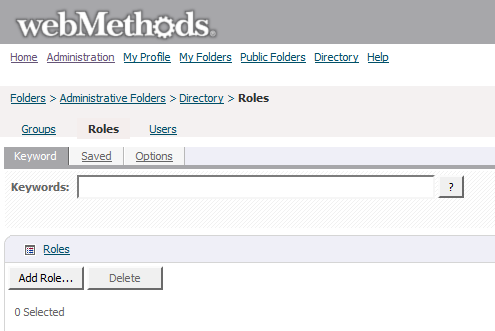 webMethods.
Home Administration My Profile My Folders Public Folders Directory Help
Folders > Administrative Folders > Directory > Roles
Groups Roles Users
Keyword Saved Options
Keywords: ?
Roles
Add Role... Delete
0 Selected